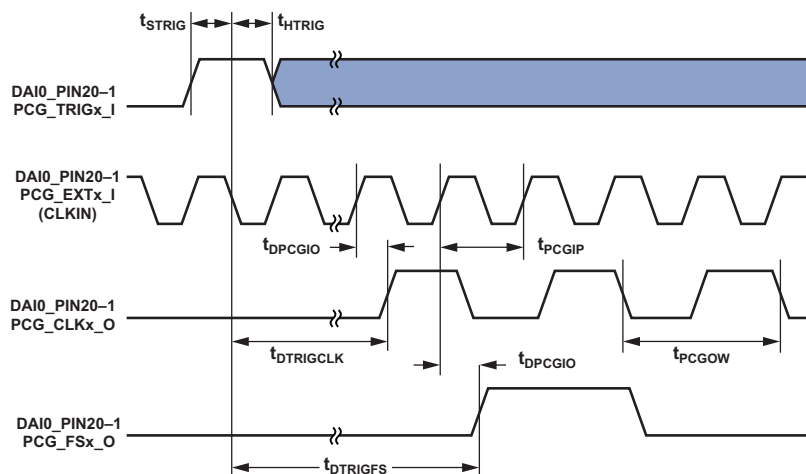 tSTRIG
tHTRIG
DAI0_PIN20–1
PCG_TRIGx_I
DAI0_PIN20–1
PCG_EXTx_I
(CLKIN)
tDPCGIO
tPCGIP
DAI0_PIN20–1
PCG_CLKx_O
tDTRIGCLK
tDPCGIO
tPCGOW
DAI0_PIN20–1
PCG_FSx_O
tDTRIGFS